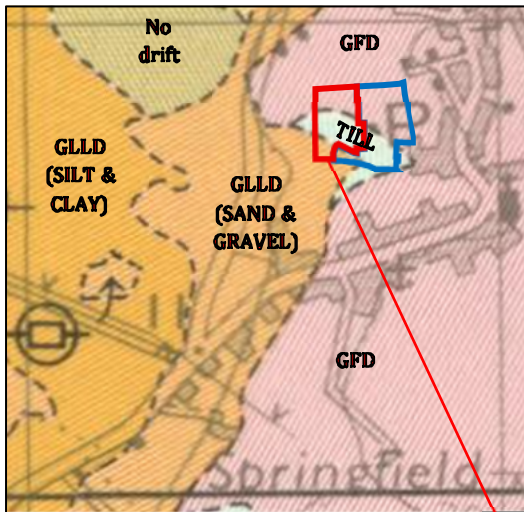 No
drift
GFD
TILL
P
GLLD
(SILT &
CLAY)
GLLD
(SAND &
GRAVEL)
GFD
Springfield